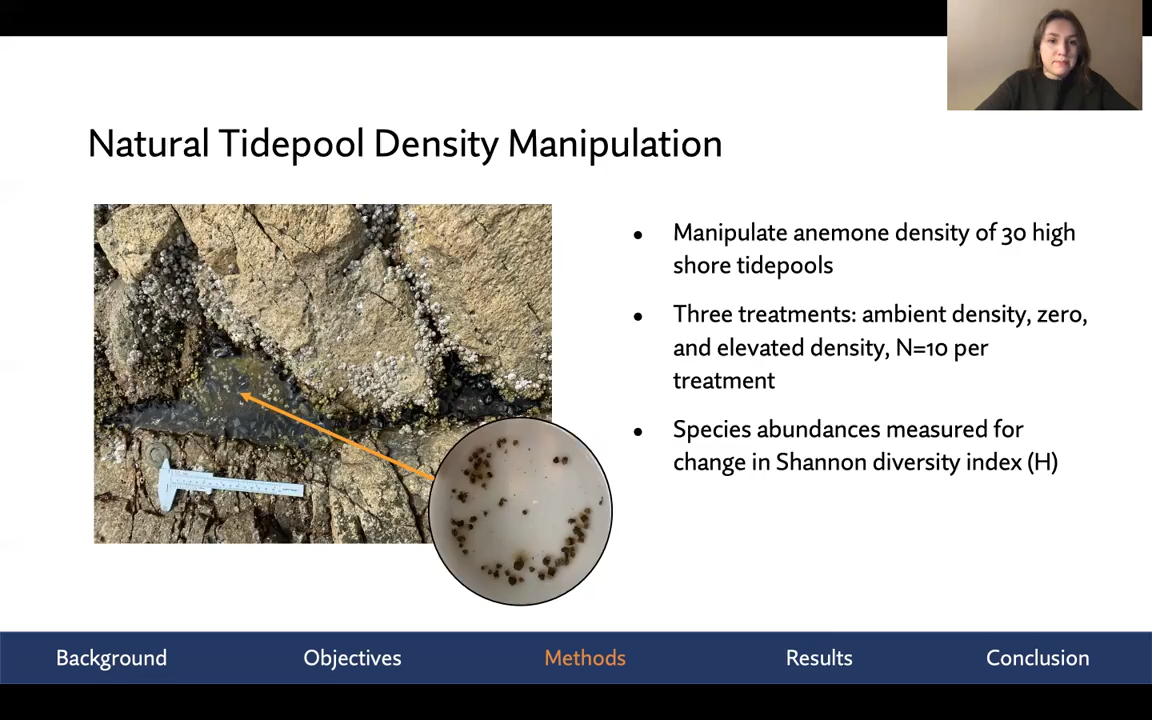 Natural Tidepool Density Manipulation
• Manipulate anemone density of 30 high
shore tidepools
• Three treatments: ambient density, zero,
and elevated density, N=10 per
treatment
• Species abundances measured for
change in Shannon diversity index (H)
Background Objectives Methods Results Conclusion